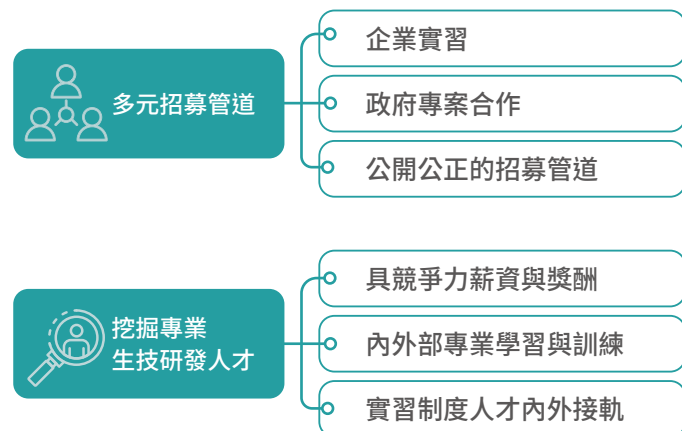 多元招募管道
企業實習
政府專案合作
公開公正的招募管道
挖掘專業
生技研發人才
具競爭力薪資與獎酬
內外部專業學習與訓練
實習制度人才內外接軌